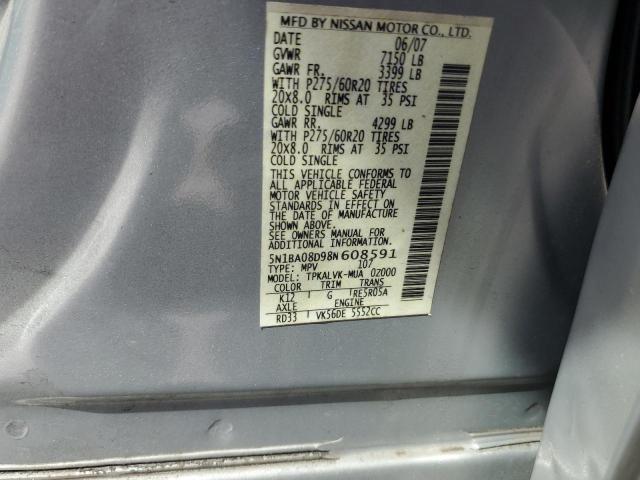 MFD BY NISSAN MOTOR CO., LTD.
DATE 06/07
GVWR 7150 LB
GAWR FR. 3399 LB
WITH P275/60R20 TIRES
20X8.0 RIMS AT 35 PSI
COLD SINGLE
GAWR RR. 4299 LB
WITH P275/60R20 TIRES
20X8.0 RIMS AT 35 PSI
COLD SINGLE
THIS VEHICLE CONFORMS TO
ALL APPLICABLE FEDERAL
MOTOR VEHICLE SAFETY
STANDARDS IN EFFECT ON
THE DATE OF MANUFACTURE
SHOWN ABOVE.
SEE OWNERS MANUAL FOR
ADDITIONAL INFORMATION.
5N1BA08D98N608591
TYPE: MPV 107
MODEL: TPKALVK-MUA 02000
COLOR TRIM TRANS
K12 G RE5R05A
AXLE ENGINE
RD33 VK56DE 5552CC